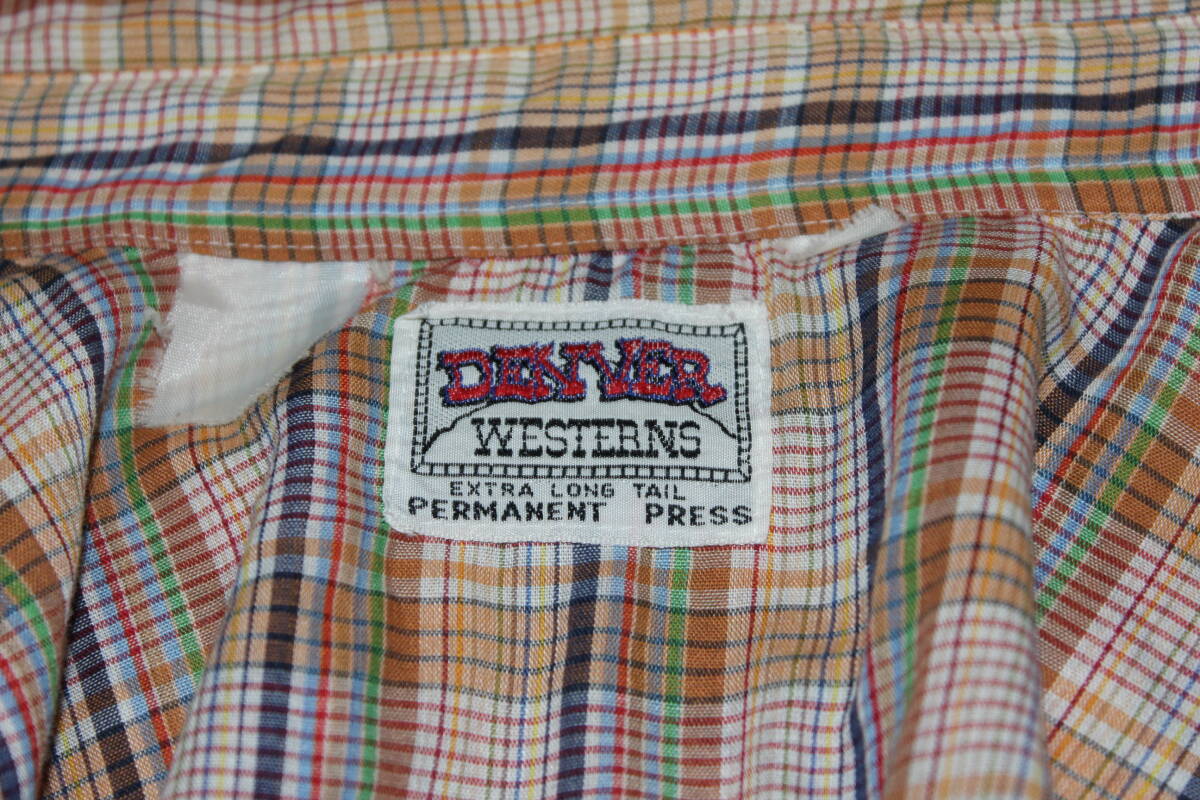 DENVER
WESTERNS
EXTRA LONG TAIL
PERMANENT PRESS